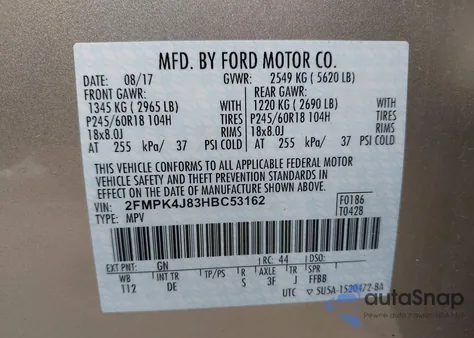 MFD. BY FORD MOTOR CO.
DATE: 08/17 GVWR: 2549 KG (5620 LB)
FRONT GAWR: REAR GAWR:
1345 KG (2965 LB) WITH 1220 KG (2690 LB) WITH
P245/60R18 104H TIRES P245/60R18 104H TIRES
18x8.0J RIMS 18x8.0J RIMS
AT 255 kPa/ 37 PSI COLD AT 255 kPa/ 37 PSI COLD
THIS VEHICLE CONFORMS TO ALL APPLICABLE FEDERAL MOTOR
VEHICLE SAFETY AND THEFT PREVENTION STANDARDS IN
EFFECT ON THE DATE OF MANUFACTURE SHOWN ABOVE.
VIN: 2FMPK4J83HBC53162 F0186
TYPE: MPV T0428
EXT PNT: GN RC: 44 DSO:
WB INT TR TP/PS R AXLE TR SPR
112 DE S 3F J FFBB
UTC ▽5U5A-1520472-BA
autoSnap